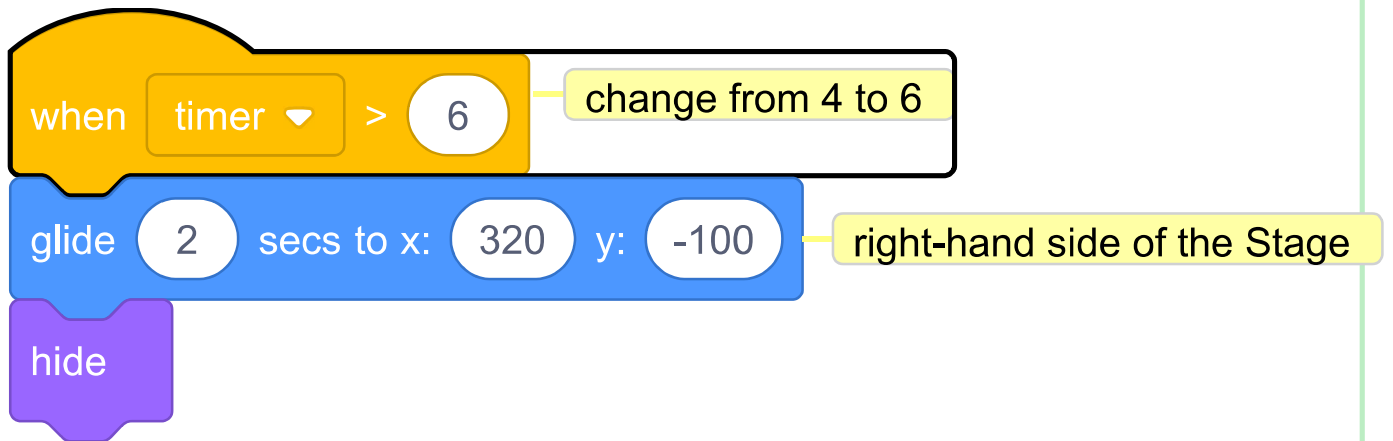 when timer > 6 change from 4 to 6
glide 2 secs to x: 320 y: -100 right-hand side of the Stage
hide